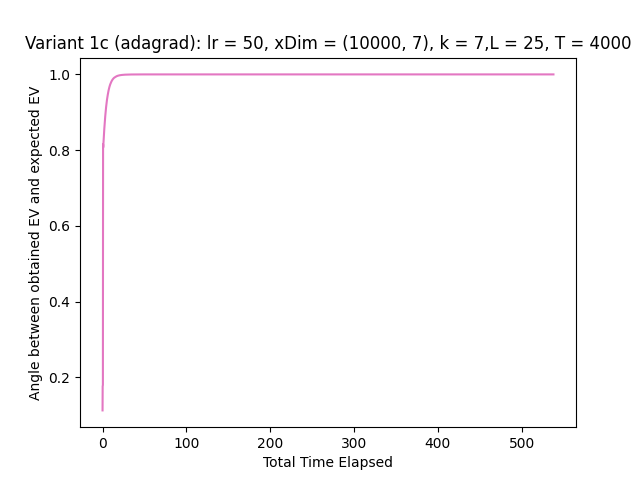 Variant 1c (adagrad): lr = 50, xDim = (10000, 7), k = 7,L = 25, T = 4000
Angle between obtained EV and expected EV
1.0
0.8
0.6
0.4
0.2
0 100 200 300 400 500
Total Time Elapsed